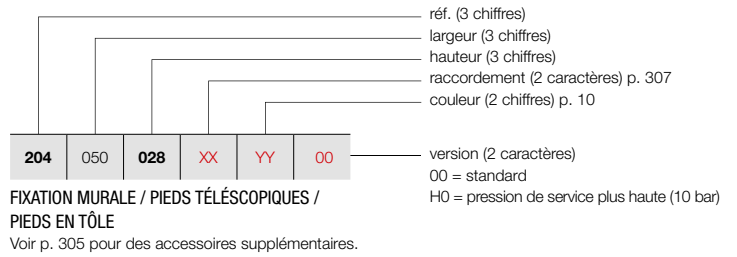 réf. (3 chiffres)
largeur (3 chiffres)
hauteur (3 chiffres)
raccordement (2 caractères) p. 307
couleur (2 chiffres) p. 10
204 050 028 XX YY 00
version (2 caractères)
00 = standard
H0 = pression de service plus haute (10 bar)
FIXATION MURALE / PIEDS TÉLÉSCOPIQUES /
PIEDS EN TÔLE
Voir p. 305 pour des accessoires supplémentaires.